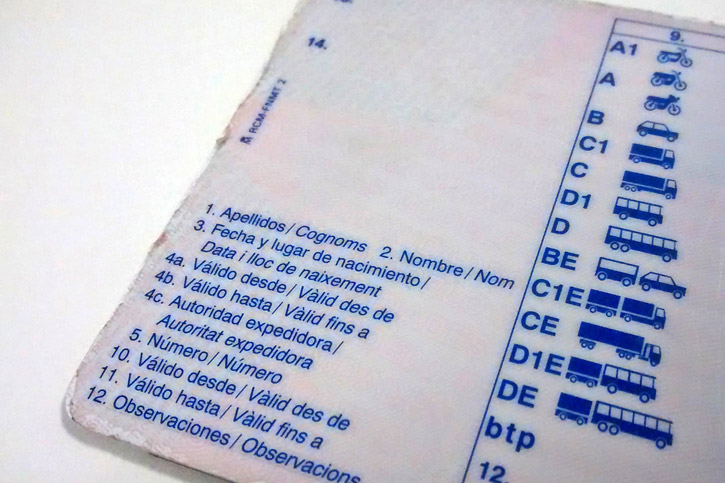 14.
RCM-FNMT 2
1. Apellidos / Cognoms 2. Nombre / Nom
3. Fecha y lugar de nacimiento /
Data i lloc de naixement
4a. Válido desde / Vàlid des de
4b. Válido hasta / Vàlid fins a
4c. Autoridad expedidora /
Autoritat expedidora
5. Número / Número
10. Válido desde / Vàlid des de
11. Válido hasta / Vàlid fins a
12. Observaciones / Observacions
9.
A1
A
B
C1
C
D1
D
BE
C1E
CE
D1E
DE
btp
12.